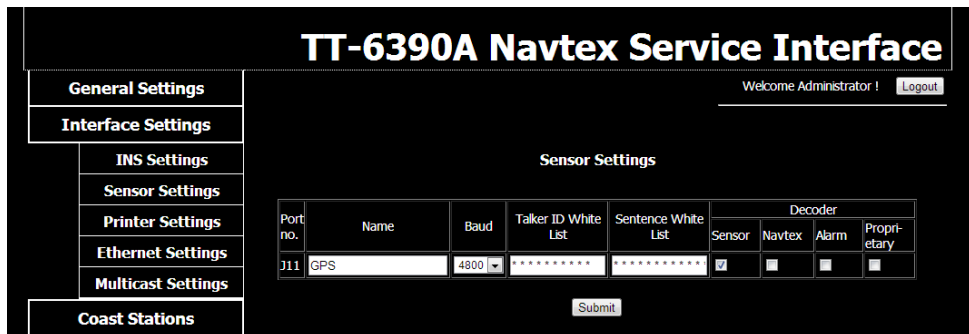 TT-6390A Navtex Service Interface
Welcome Administrator !
Logout
General Settings
Interface Settings
INS Settings
Sensor Settings
Printer Settings
Ethernet Settings
Multicast Settings
Coast Stations
Sensor Settings
Port no.
Name
Baud
Talker ID White List
Sentence White List
Decoder
Sensor
Navtex
Alarm
Propri-
etary
J11
GPS
4800
* * * * * * * * * *
* * * * * * * * * * * *
Submit